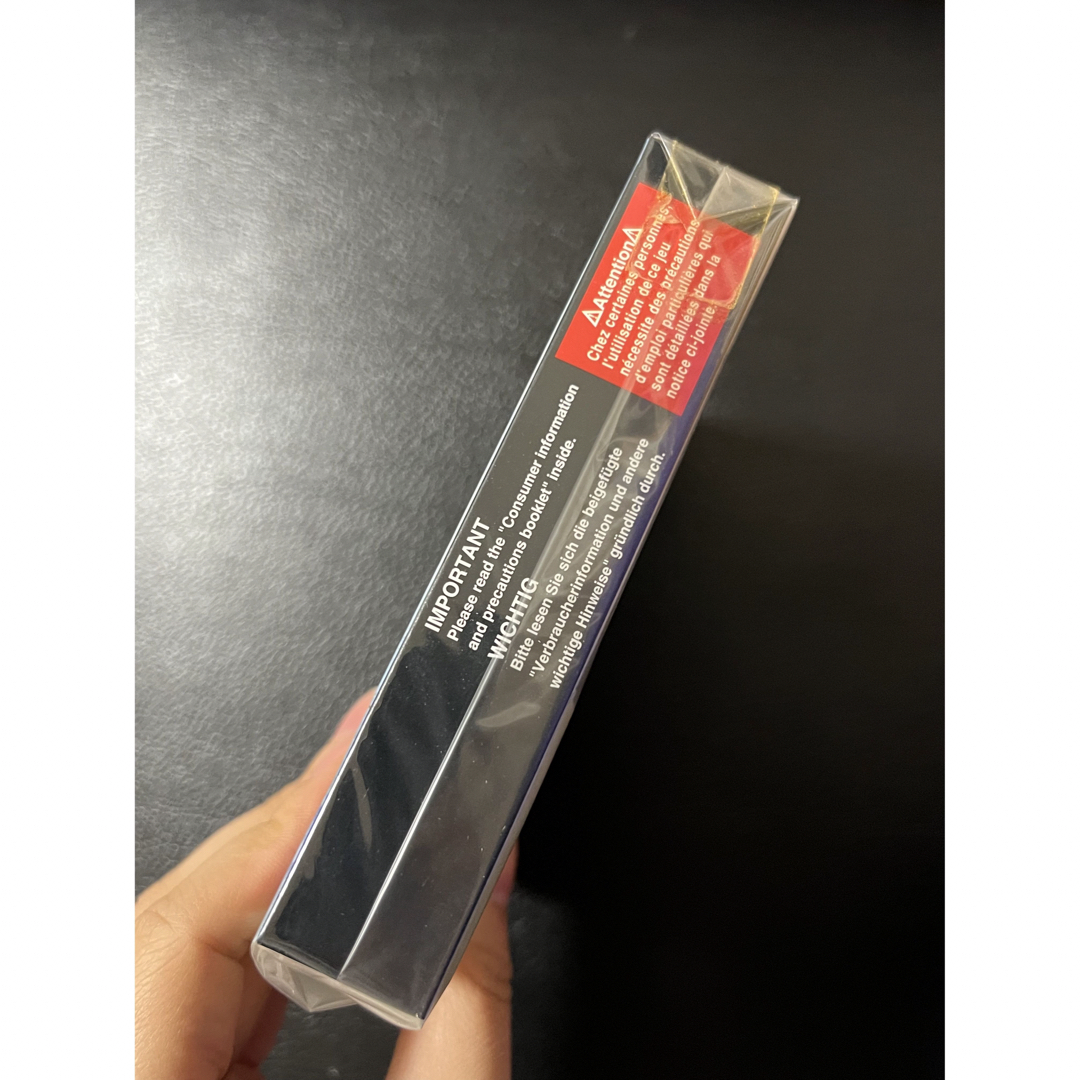 ⚠Attention⚠
Chez certaines personnes,
l'utilisation de ce jeu
nécessite des précautions
d'emploi particulières qui
sont détaillées dans la
notice ci-jointe.
IMPORTANT
Please read the "Consumer information
and precautions booklet" inside.
WICHTIG
Bitte lesen Sie sich die beigefügte
"Verbraucherinformation und andere
wichtige Hinweise" gründlich durch.